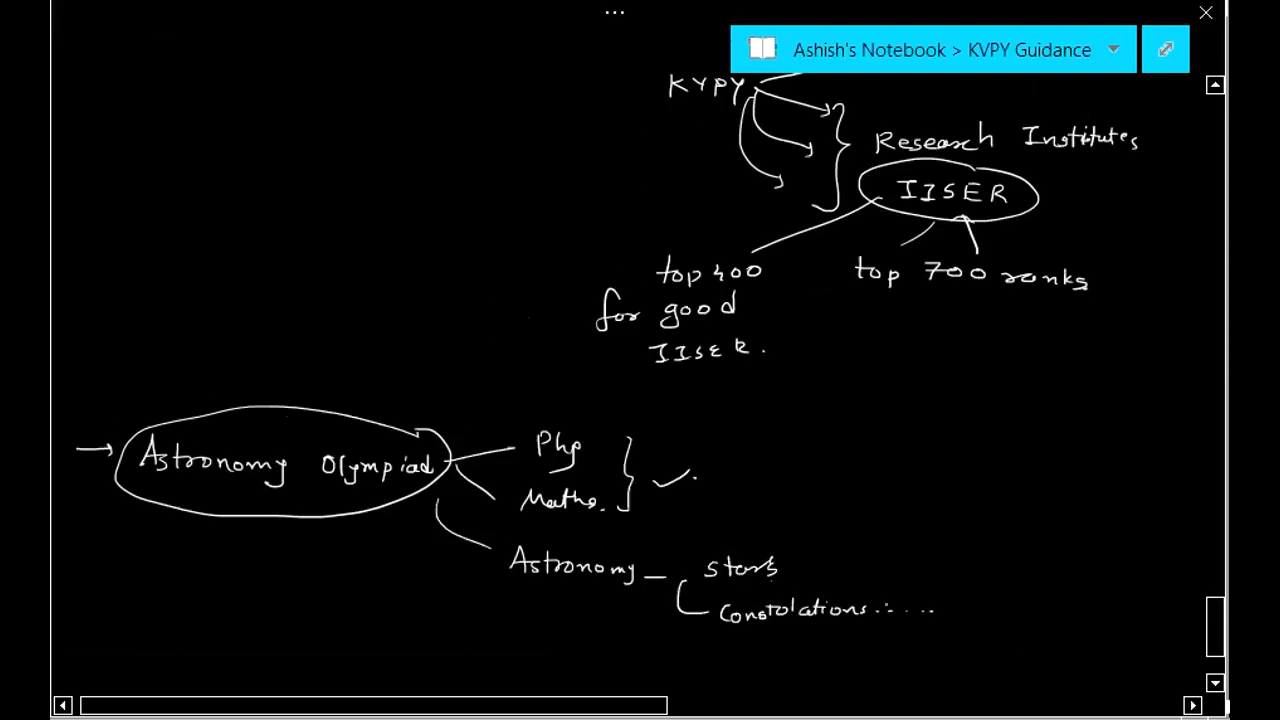 Ashish's Notebook > KVPY Guidance
KVPY
Research Institutes
IISER
top 400
for good
IISER.
top 700 ranks
Astronomy Olympiad
Phy
Maths.
Astronomy
Stars
Constolations.......